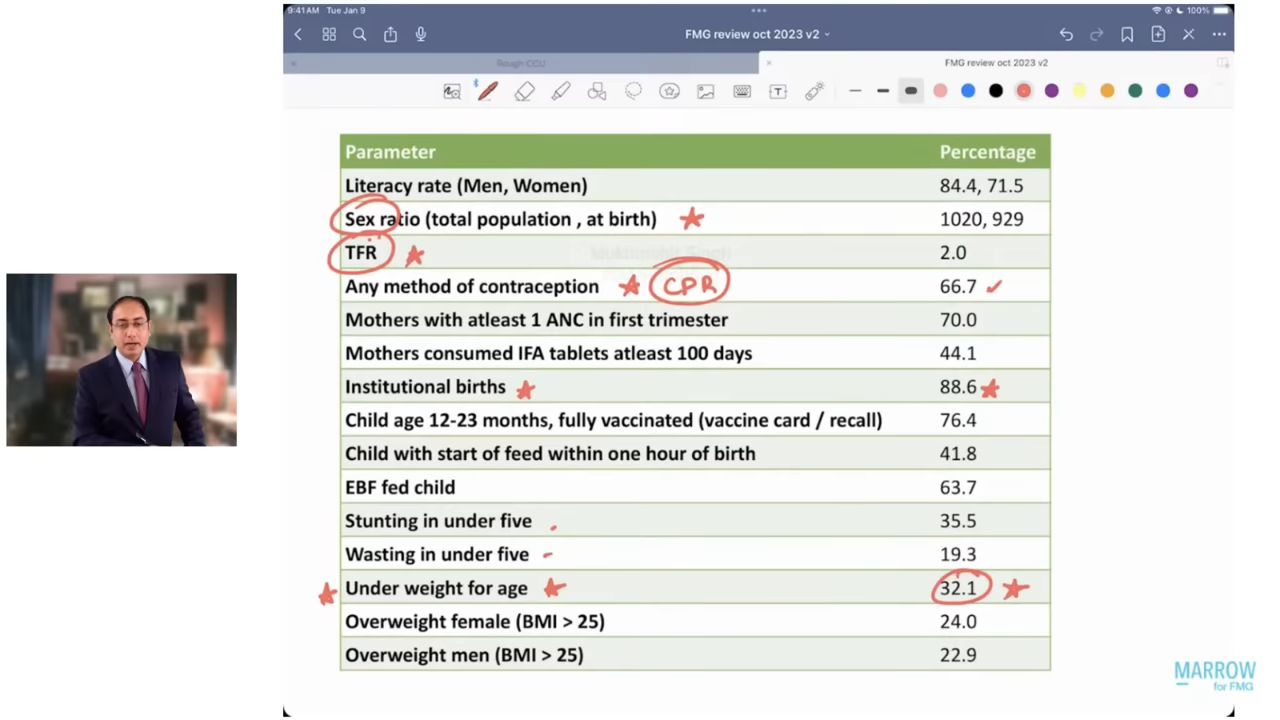 9:41 AM Tue Jan 9
100%
FMG review oct 2023 v2
Rough CCU
FMG review oct 2023 v2
Parameter Percentage
Literacy rate (Men, Women) 84.4, 71.5
Sex ratio (total population , at birth) 1020, 929
TFR 2.0
Any method of contraception CPR 66.7
Mothers with atleast 1 ANC in first trimester 70.0
Mothers consumed IFA tablets atleast 100 days 44.1
Institutional births 88.6
Child age 12-23 months, fully vaccinated (vaccine card / recall) 76.4
Child with start of feed within one hour of birth 41.8
EBF fed child 63.7
Stunting in under five 35.5
Wasting in under five 19.3
Under weight for age 32.1
Overweight female (BMI > 25) 24.0
Overweight men (BMI > 25) 22.9
MARROW
for FMG